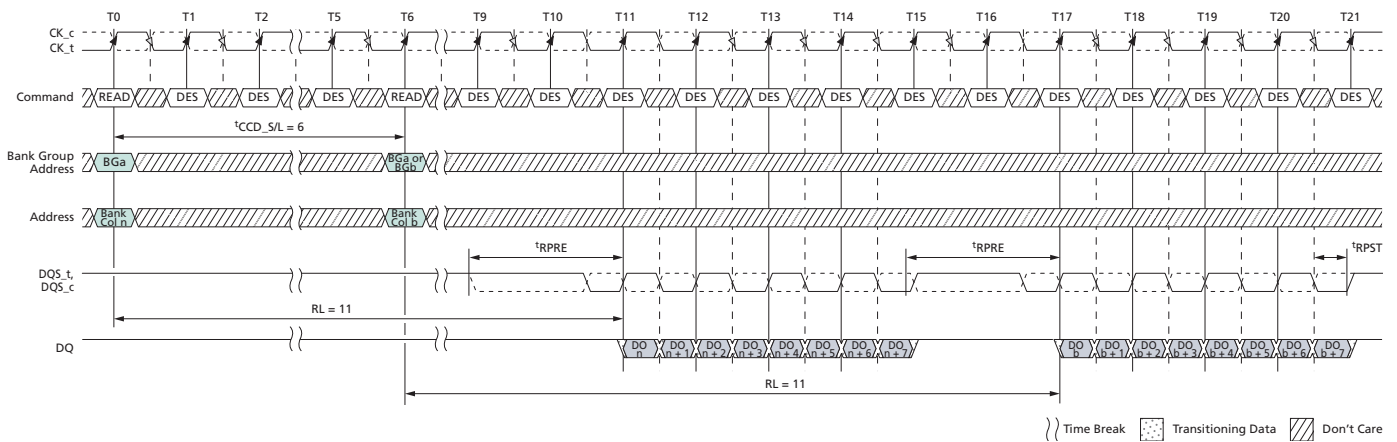 T0 T1 T2 T5 T6 T9 T10 T11 T12 T13 T14 T15 T16 T17 T18 T19 T20 T21
CK_c
CK_t
Command READ DES DES DES READ DES DES DES DES DES DES DES DES DES DES DES DES DES
tCCD_S/L = 6
Bank Group
Address
BGa
BGa or
BGb
Address
Bank
Col n
Bank
Col b
tRPRE tRPRE tRPST
DQS_t,
DQS_c
RL = 11
DQ
DO
n
DO
n + 1
DO
n + 2
DO
n + 3
DO
n + 4
DO
n + 5
DO
n + 6
DO
n + 7
DO
b
DO
b + 1
DO
b + 2
DO
b + 3
DO
b + 4
DO
b + 5
DO
b + 6
DO
b + 7
RL = 11
Time Break Transitioning Data Don't Care